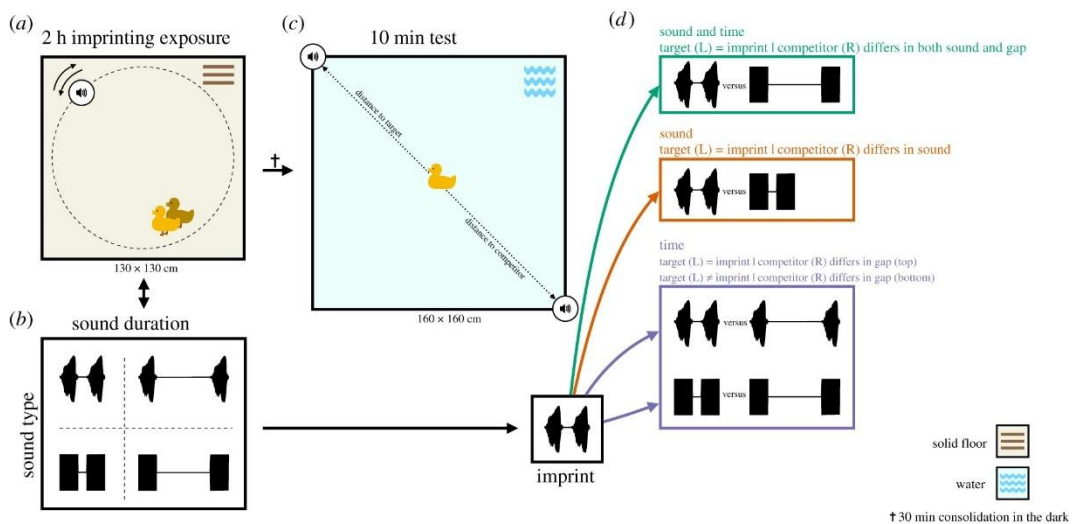 (a)
2 h imprinting exposure
130 × 130 cm
(b)
sound duration
sound type
(c)
10 min test
distance to target
distance to competitor
160 × 160 cm
†
imprint
(d)
sound and time
target (L) = imprint | competitor (R) differs in both sound and gap
versus
sound
target (L) = imprint | competitor (R) differs in sound
versus
time
target (L) = imprint | competitor (R) differs in gap (top)
target (L) ≠ imprint | competitor (R) differs in gap (bottom)
versus
versus
solid floor
water
† 30 min consolidation in the dark